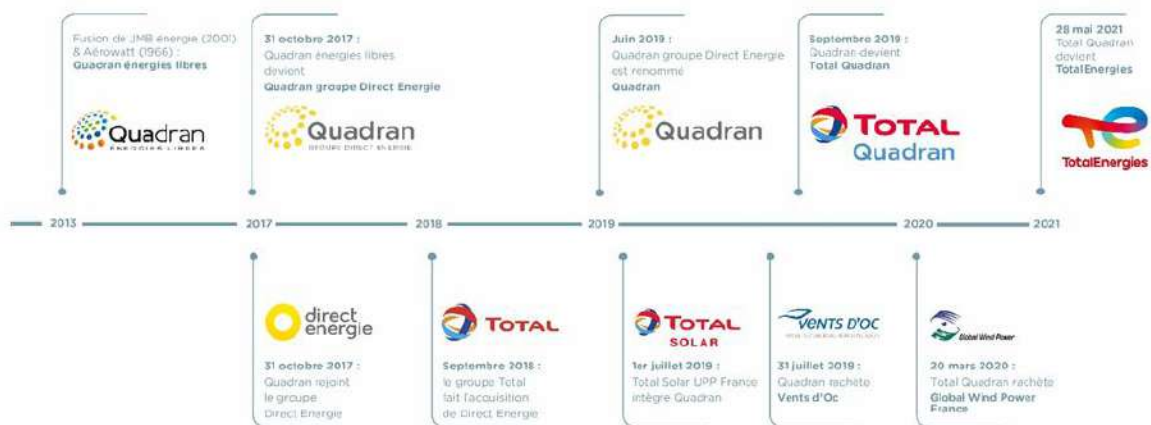 Fusion de JMB énergie (2001)
& Aérowatt (1966) :
Quadran énergies libres
Quadran
ÉNERGIES LIBRES
31 octobre 2017 :
Quadran énergies libres
devient
Quadran groupe Direct Energie
Quadran
GROUPE DIRECT ENERGIE
Juin 2019 :
Quadran groupe Direct Energie
est renommé
Quadran
Quadran
Septembre 2019 :
Quadran devient
Total Quadran
TOTAL
Quadran
28 mai 2021
Total Quadran
devient
TotalEnergies
TotalEnergies
2013
2017
2018
2019
2020
2021
direct
energie
31 octobre 2017 :
Quadran rejoint
le groupe
Direct Energie
TOTAL
Septembre 2018 :
le groupe Total
fait l'acquisition
de Direct Energie
TOTAL
SOLAR
1er juillet 2019 :
Total Solar UPP France
intègre Quadran
VENTS D'OC
31 juillet 2019 :
Quadran rachète
Vents d'Oc
Global Wind Power
20 mars 2020 :
Total Quadran rachète
Global Wind Power
France